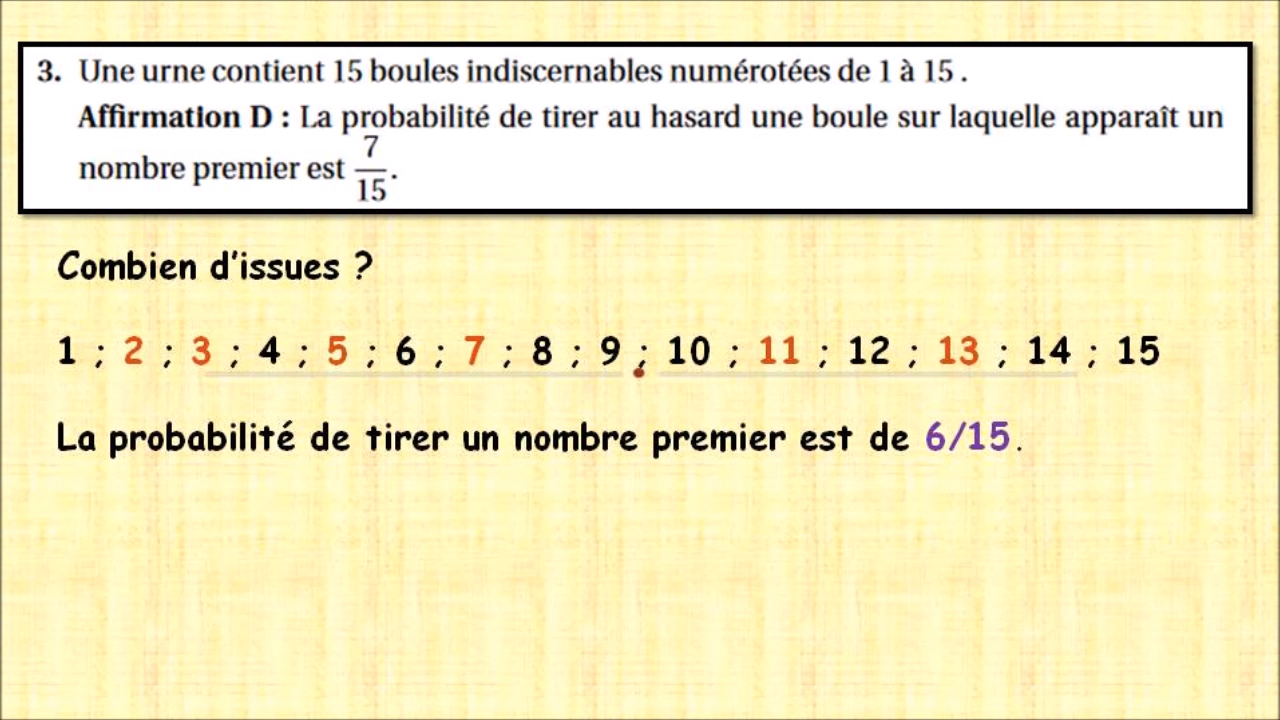 3. Une urne contient 15 boules indiscernables numérotées de 1 à 15 .
Affirmation D : La probabilité de tirer au hasard une boule sur laquelle apparaît un
nombre premier est 7/15.
Combien d'issues ?
1 ; 2 ; 3 ; 4 ; 5 ; 6 ; 7 ; 8 ; 9 ; 10 ; 11 ; 12 ; 13 ; 14 ; 15
La probabilité de tirer un nombre premier est de 6/15.